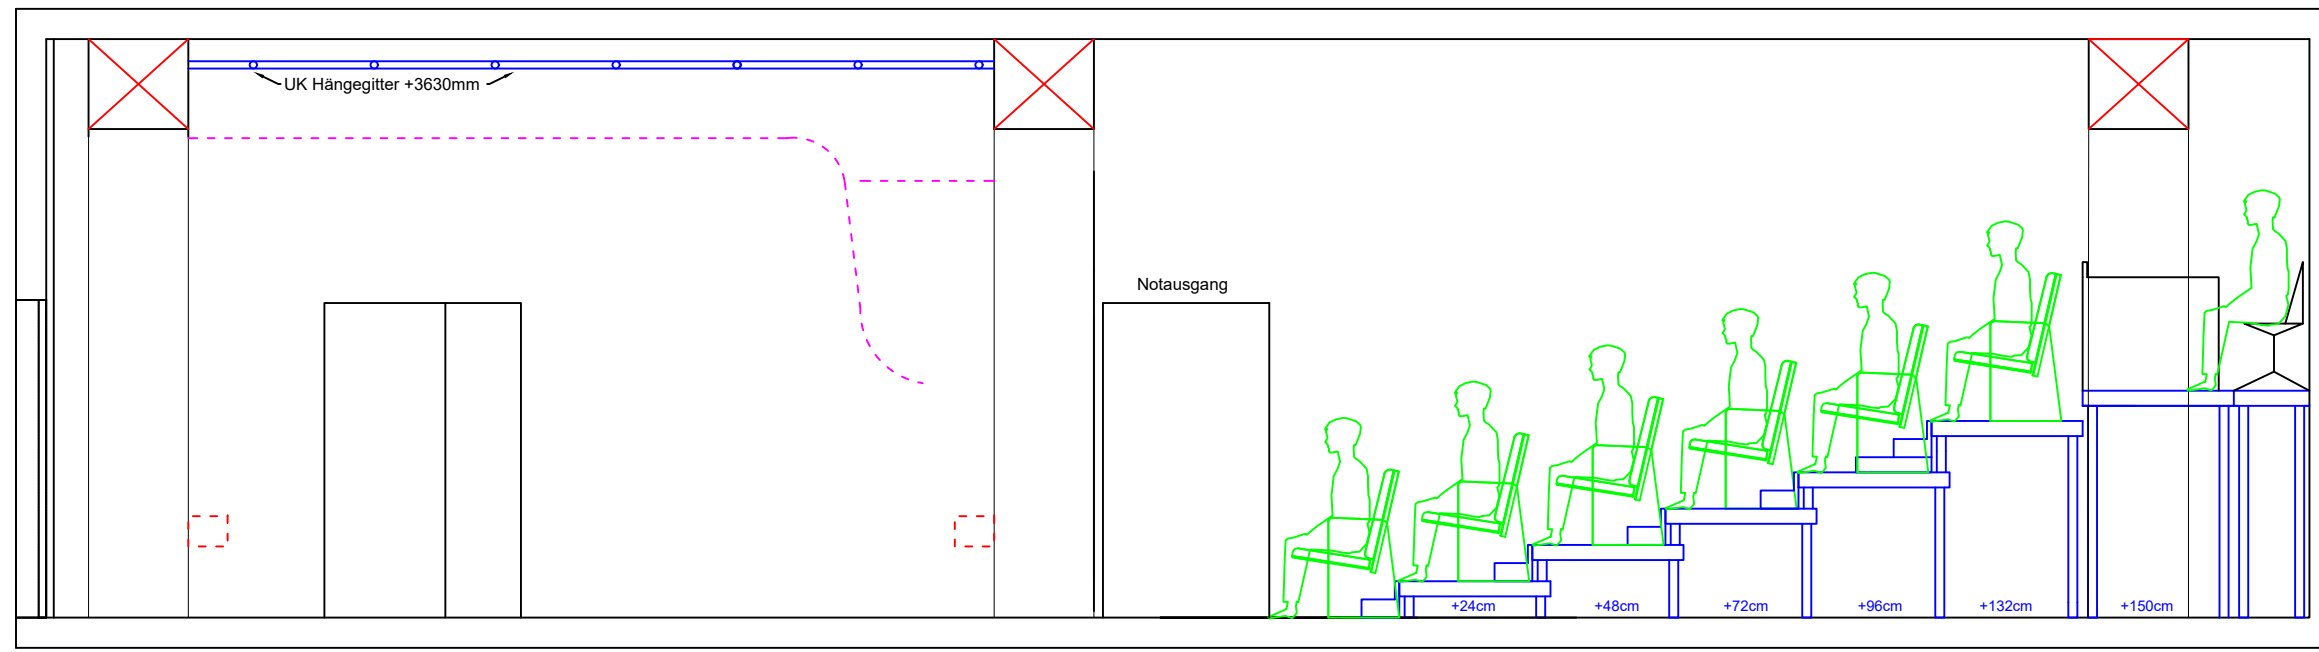 UK Hängegitter +3630mm
Notausgang
+24cm
+48cm
+72cm
+96cm
+132cm
+150cm